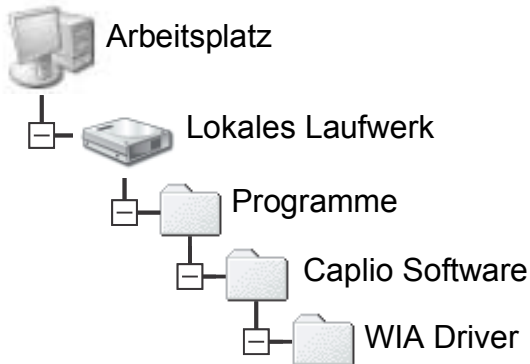 Arbeitsplatz
Lokales Laufwerk
Programme
Caplio Software
WIA Driver